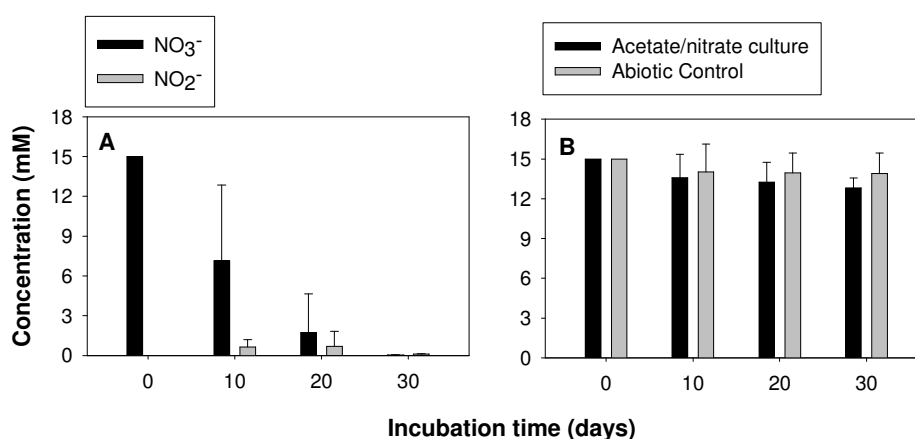 NO3-
NO2-
Acetate/nitrate culture
Abiotic Control
Concentration (mM)
A
18
15
12
9
6
3
0
0 10 20 30
B
18
15
12
9
6
3
0
0 10 20 30
Incubation time (days)